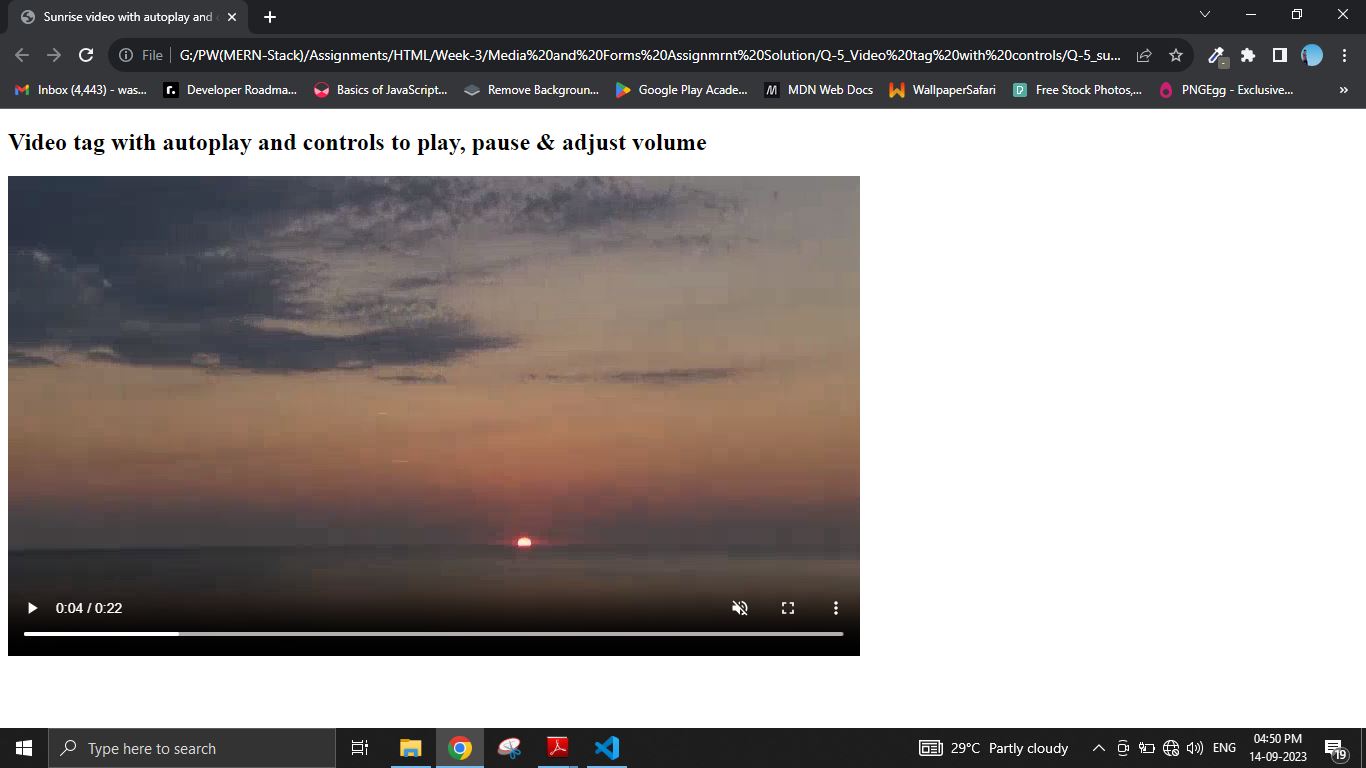 Sunrise video with autoplay and
File
G:/PW(MERN-Stack)/Assignments/HTML/Week-3/Media%20and%20Forms%20Assignmrnt%20Solution/Q-5_Video%20tag%20with%20controls/Q-5_su...
Inbox (4,443) - was...
Developer Roadma...
Basics of JavaScript...
Remove Backgroun...
Google Play Acade...
MDN Web Docs
WallpaperSafari
Free Stock Photos,...
PNGEgg - Exclusive...
»
Video tag with autoplay and controls to play, pause & adjust volume
0:04 / 0:22
Type here to search
29°C Partly cloudy
ENG
04:50 PM
14-09-2023
19